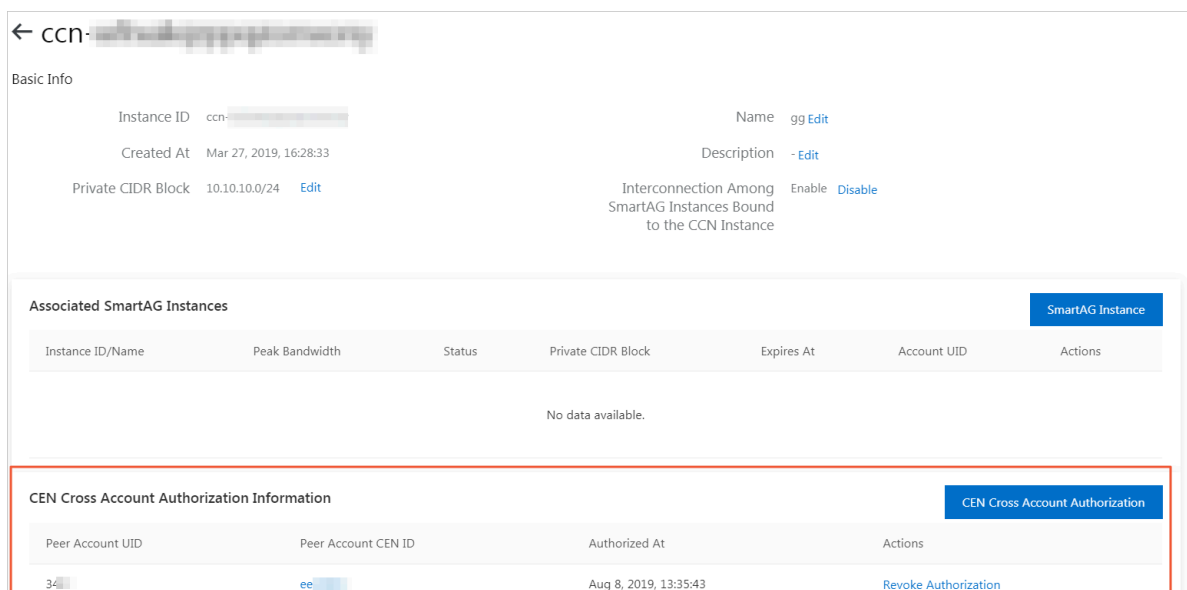 ccn-
Basic Info
Instance ID ccn-
Name gg Edit
Created At Mar 27, 2019, 16:28:33
Description - Edit
Private CIDR Block 10.10.10.0/24 Edit
Interconnection Among SmartAG Instances Bound to the CCN Instance Enable Disable
Associated SmartAG Instances
SmartAG Instance
Instance ID/Name Peak Bandwidth Status Private CIDR Block Expires At Account UID Actions
No data available.
CEN Cross Account Authorization Information
CEN Cross Account Authorization
Peer Account UID Peer Account CEN ID Authorized At Actions
34 ee Aug 8, 2019, 13:35:43 Revoke Authorization